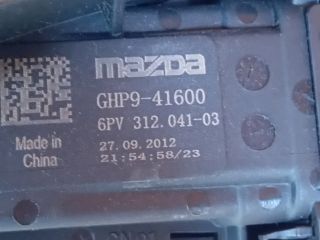 mazda
GHP9-41600
6PV 312.041-03
Made in
China
27.09.2012
21:54:58/23